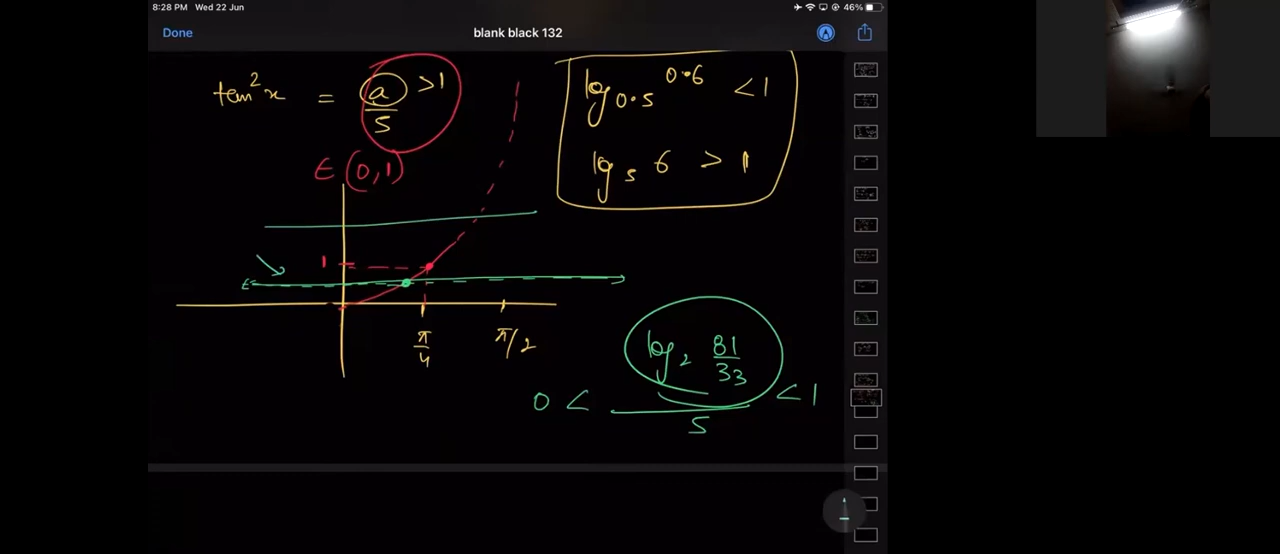 8:28 PM Wed 22 Jun
46%
Done
blank black 132
tan²x = a/5 > 1
∈ (0,1)
log₀.₅ 0.6 < 1
log₅ 6 > 1
1
π/4
π/2
0 < (log₂ 81/33)/5 < 1